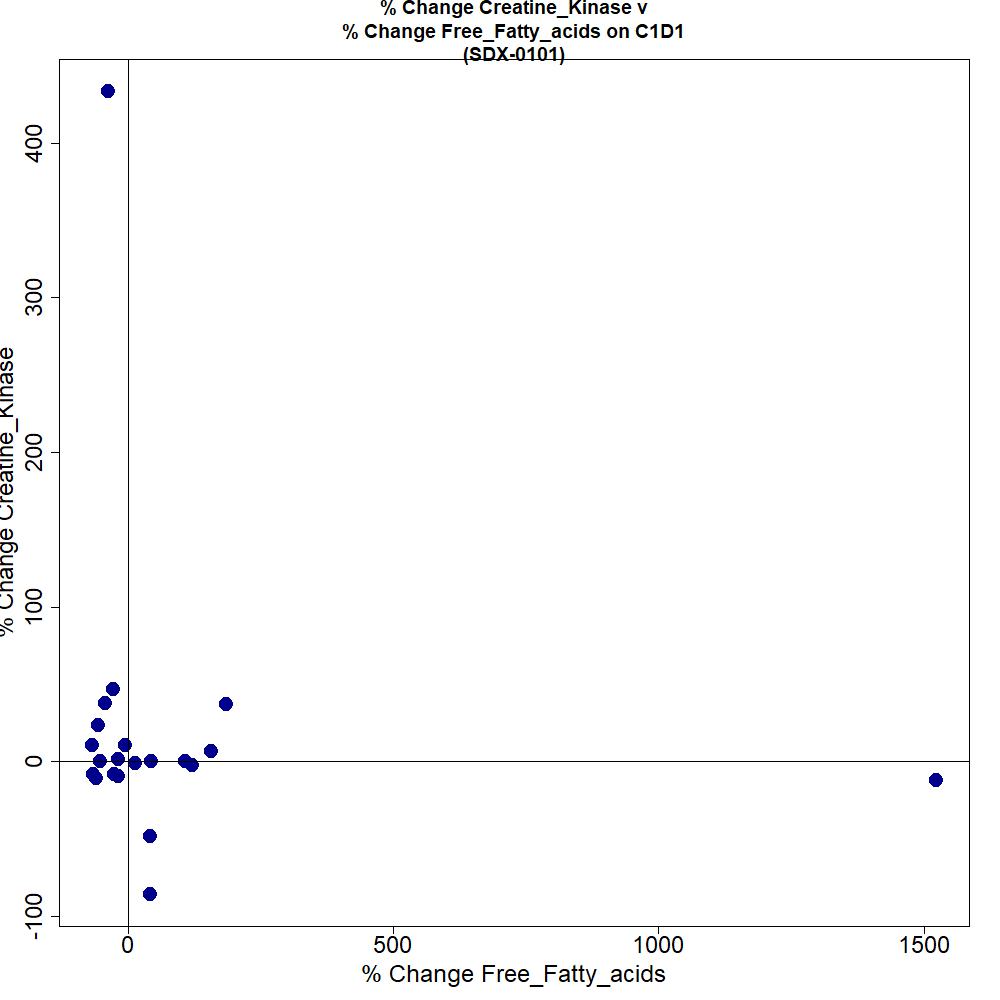 % Change Creatine_Kinase v
% Change Free_Fatty_acids on C1D1
(SDX-0101)
% Change Creatine_Kinase
400
300
200
100
0
-100
0
500
1000
1500
% Change Free_Fatty_acids